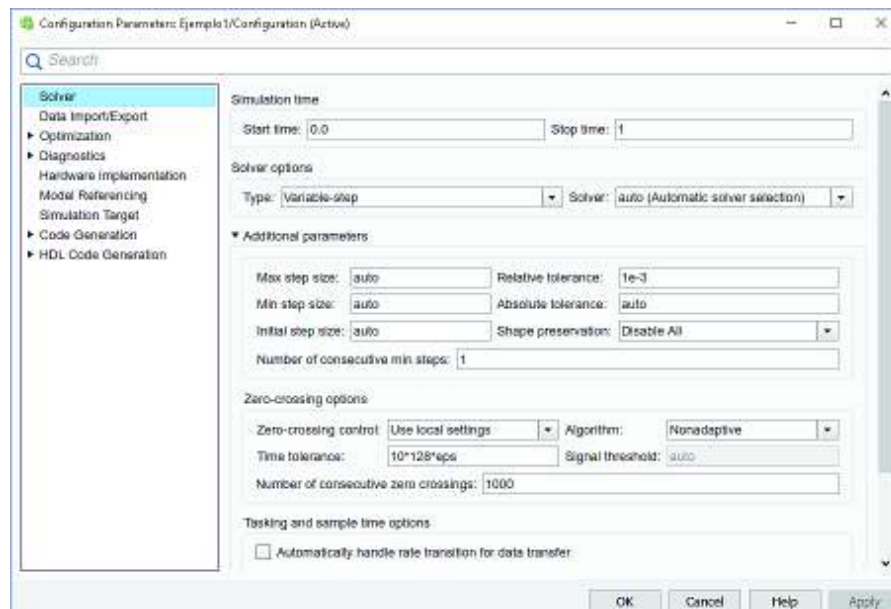 Configuration Parameters: Ejemplo1/Configuration (Active)
Search
Solver
Data Import/Export
Optimization
Diagnostics
Hardware Implementation
Model Referencing
Simulation Target
Code Generation
HDL Code Generation
Simulation time
Start time: 0.0 Stop time: 1
Solver options
Type: Variable-step Solver: auto (Automatic solver selection)
Additional parameters
Max step size: auto Relative tolerance: 1e-3
Min step size: auto Absolute tolerance: auto
Initial step size: auto Shape preservation: Disable All
Number of consecutive min steps: 1
Zero-crossing options
Zero-crossing control: Use local settings Algorithm: Nonadaptive
Time tolerance: 10*128*eps Signal threshold: auto
Number of consecutive zero crossings: 1000
Tasking and sample time options
Automatically handle rate transition for data transfer
OK Cancel Help Apply